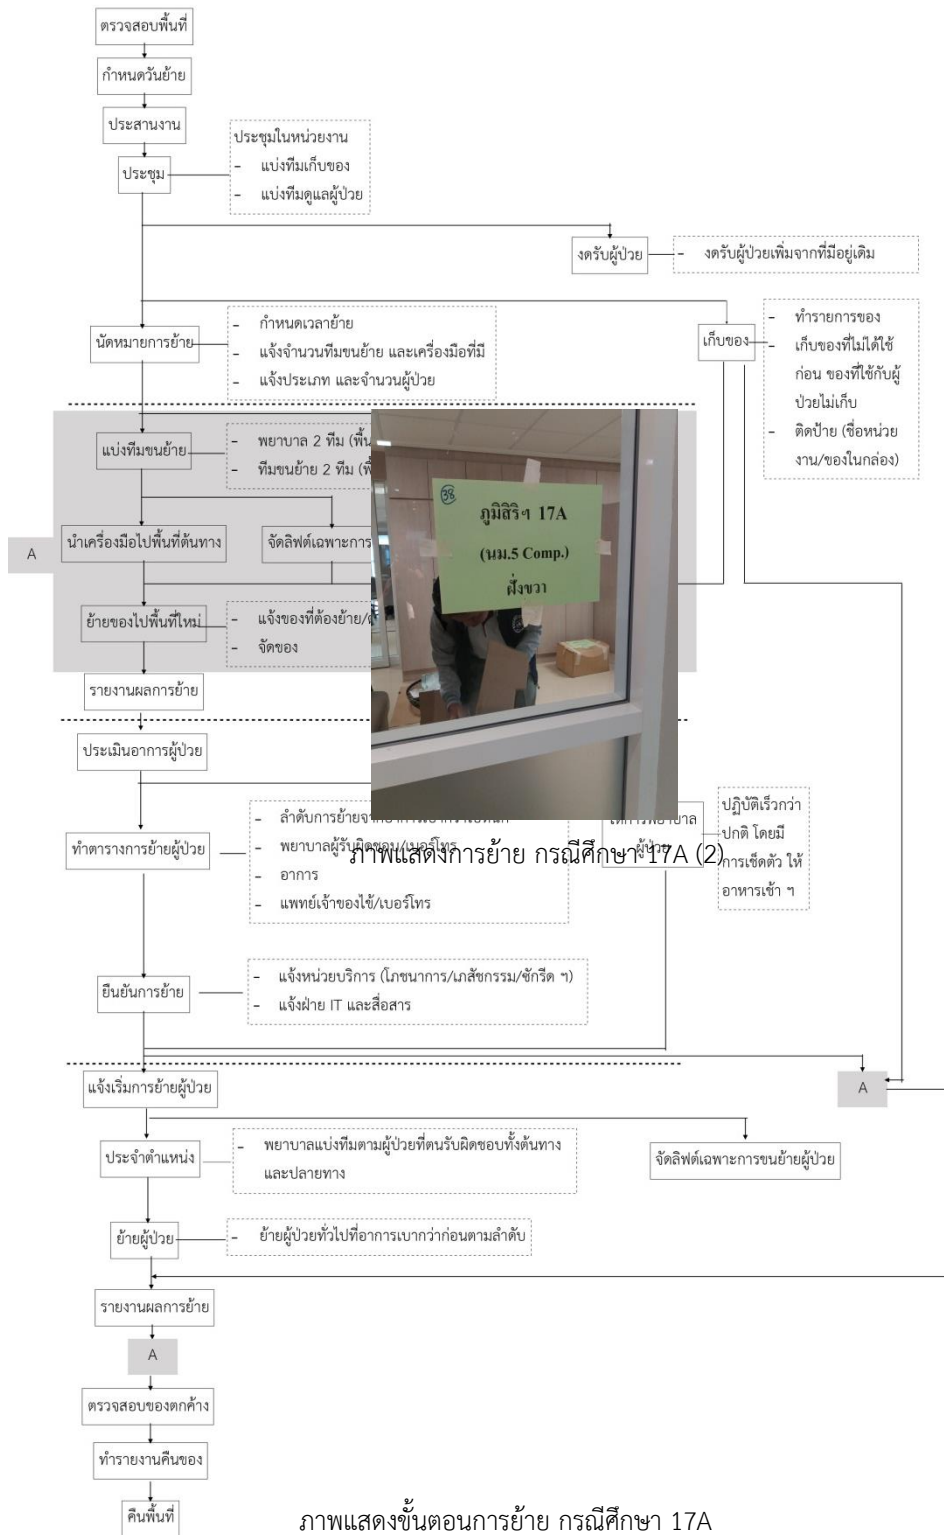 ตรวจสอบพื้นที่
กำหนดวันย้าย
ประสานงาน
ประชุม
ประชุมในหน่วยงาน
- แบ่งทีมเก็บของ
- แบ่งทีมดูแลผู้ป่วย
งดรับผู้ป่วย
- งดรับผู้ป่วยเพิ่มจากที่มีอยู่เดิม
นัดหมายการย้าย
- กำหนดเวลาย้าย
- แจ้งจำนวนทีมขนย้าย และเครื่องมือที่มี
- แจ้งประเภท และจำนวนผู้ป่วย
เก็บของ
- ทำรายการของ
- เก็บของที่ไม่ได้ใช้
ก่อน ของที่ใช้กับผู้
ป่วยไม่เก็บ
- ติดป้าย (ชื่อหน่วย
งาน/ของในกล่อง)
A
แบ่งทีมขนย้าย
- พยาบาล 2 ทีม
- ทีมขนย้าย 2 ทีม
นำเครื่องมือไปพื้นที่ต้นทาง
จัดลิฟต์เฉพาะการ
ย้ายของไปพื้นที่ใหม่
- แจ้งของที่ต้องย้าย
- จัดของ
38
ภูมิสิริฯ 17A
(นม.5 Comp.)
ฝั่งขวา
รายงานผลการย้าย
ประเมินอาการผู้ป่วย
ทำตารางการย้ายผู้ป่วย
- ลำดับการย้ายจาก
- พยาบาลผู้รับผิดชอบ/เบอร์โทร
- อาการ
- แพทย์เจ้าของไข้/เบอร์โทร
ผู้ป่วย
ปฏิบัติเร็วกว่า
ปกติ โดยมี
การเช็ดตัว ให้
อาหารเช้า ฯ
ภาพแสดงการย้าย กรณีศึกษา 17A (2)
ยืนยันการย้าย
- แจ้งหน่วยบริการ (โภชนาการ/เภสัชกรรม/ซักรีด ฯ)
- แจ้งฝ่าย IT และสื่อสาร
A
แจ้งเริ่มการย้ายผู้ป่วย
ประจำตำแหน่ง
- พยาบาลแบ่งทีมตามผู้ป่วยที่ตนรับผิดชอบทั้งต้นทาง
และปลายทาง
จัดลิฟต์เฉพาะการขนย้ายผู้ป่วย
ย้ายผู้ป่วย
- ย้ายผู้ป่วยทั่วไปที่อาการเบากว่าก่อนตามลำดับ
รายงานผลการย้าย
A
ตรวจสอบของตกค้าง
ทำรายงานคืนของ
คืนพื้นที่
ภาพแสดงขั้นตอนการย้าย กรณีศึกษา 17A